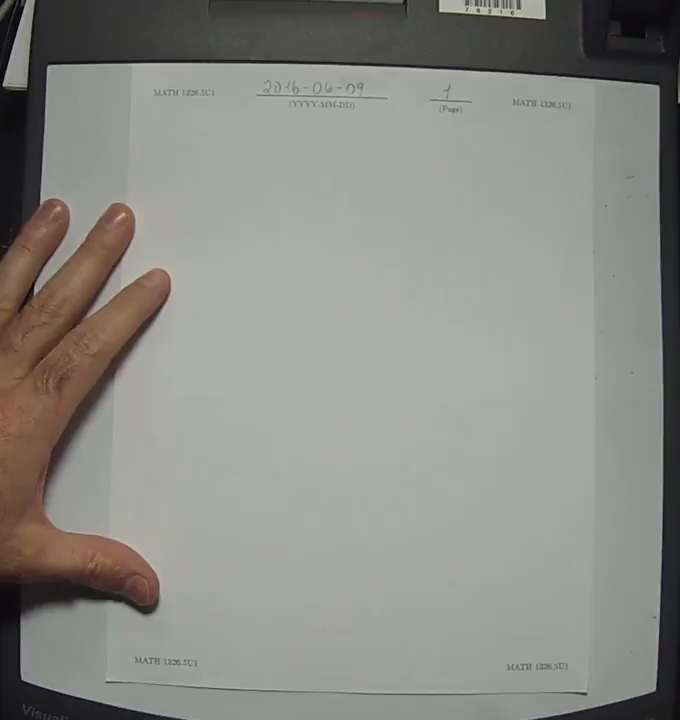 76316
MATH 1326.5U1 2016-06-09 1 MATH 1326.5U1
(YYYY-MM-DD) (Page)
MATH 1326.5U1 MATH 1326.5U1